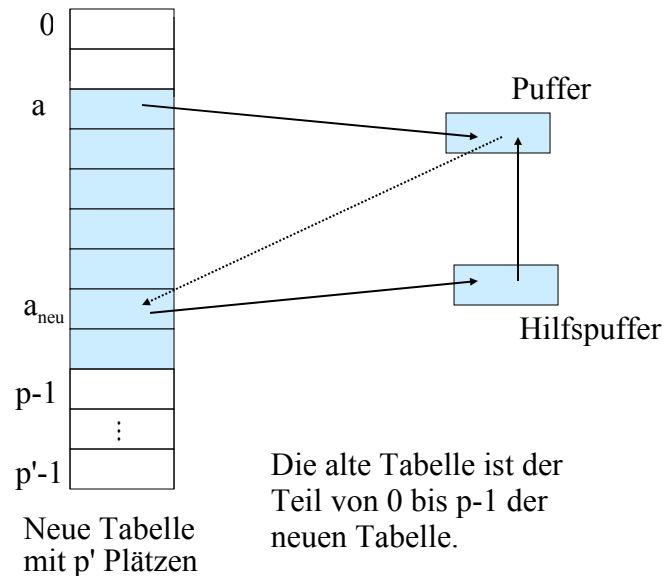 0
a
Puffer
a_neu
Hilfspuffer
p-1
⋮
p'-1
Die alte Tabelle ist der
Teil von 0 bis p-1 der
neuen Tabelle.
Neue Tabelle
mit p' Plätzen